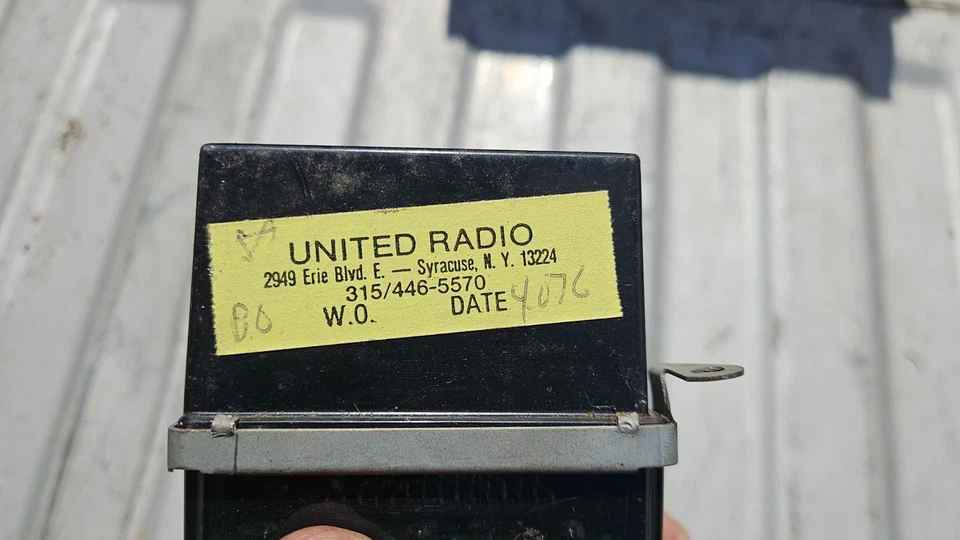 UNITED RADIO
2949 Erie Blvd. E. — Syracuse, N. Y. 13224
315/446-5570
W.O. DATE 4076